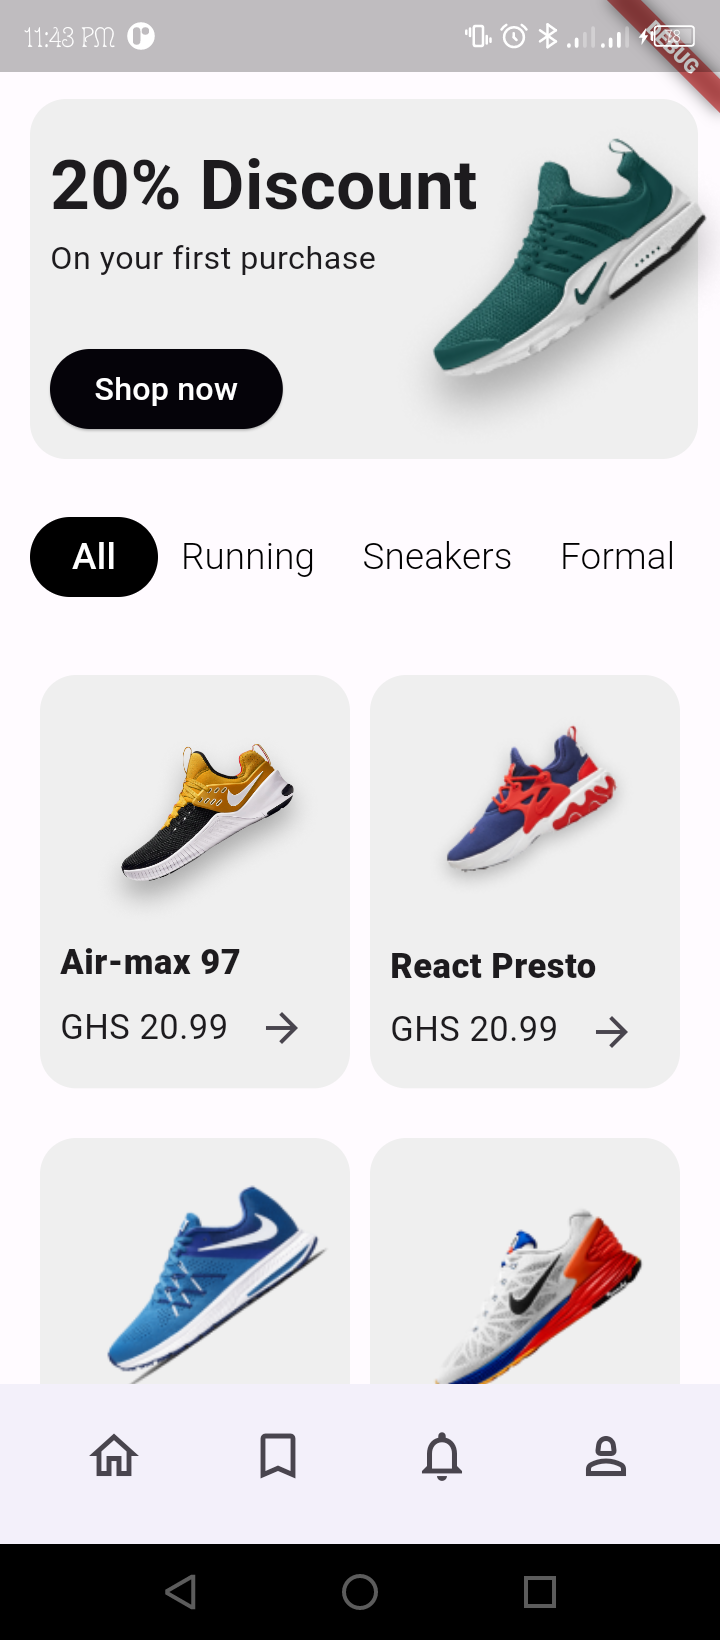 11:43 PM
DEBUG
20% Discount
On your first purchase
Shop now
All Running Sneakers Formal
Air-max 97
React Presto
GHS 20.99
GHS 20.99